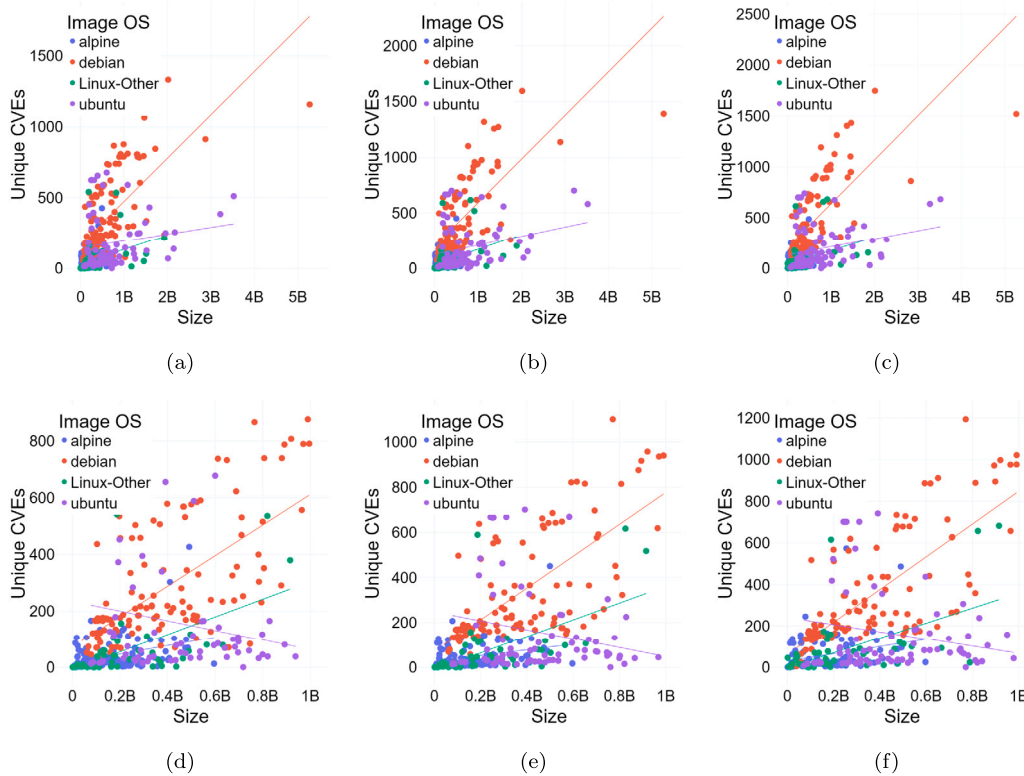 Image OS
alpine
debian
Linux-Other
ubuntu
Unique CVEs
1500
1000
500
0
0 1B 2B 3B 4B 5B
Size
(a)
Image OS
alpine
debian
Linux-Other
ubuntu
Unique CVEs
2000
1500
1000
500
0
0 1B 2B 3B 4B 5B
Size
(b)
Image OS
alpine
debian
Linux-Other
ubuntu
Unique CVEs
2500
2000
1500
1000
500
0
0 1B 2B 3B 4B 5B
Size
(c)
Image OS
alpine
debian
Linux-Other
ubuntu
Unique CVEs
800
600
400
200
0
0 0.2B 0.4B 0.6B 0.8B 1B
Size
(d)
Image OS
alpine
debian
Linux-Other
ubuntu
Unique CVEs
1000
800
600
400
200
0
0 0.2B 0.4B 0.6B 0.8B 1B
Size
(e)
Image OS
alpine
debian
Linux-Other
ubuntu
Unique CVEs
1200
1000
800
600
400
200
0
0 0.2B 0.4B 0.6B 0.8B 1B
Size
(f)